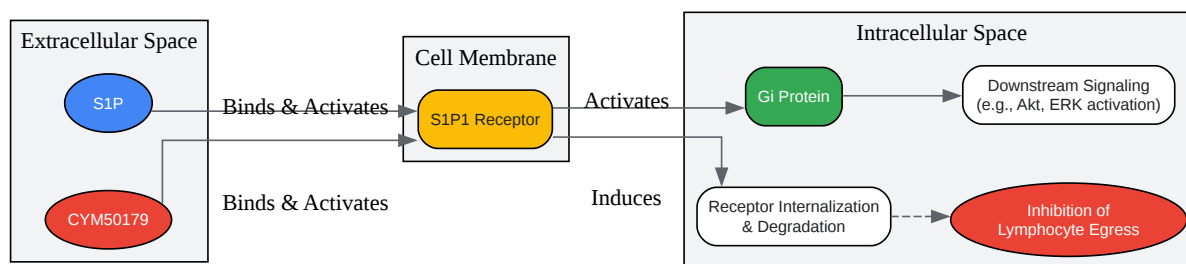 Extracellular Space
S1P
CYM50179
Binds & Activates
Binds & Activates
Cell Membrane
S1P1 Receptor
Activates
Induces
Intracellular Space
Gi Protein
Downstream Signaling
(e.g., Akt, ERK activation)
Receptor Internalization
& Degradation
Inhibition of
Lymphocyte Egress